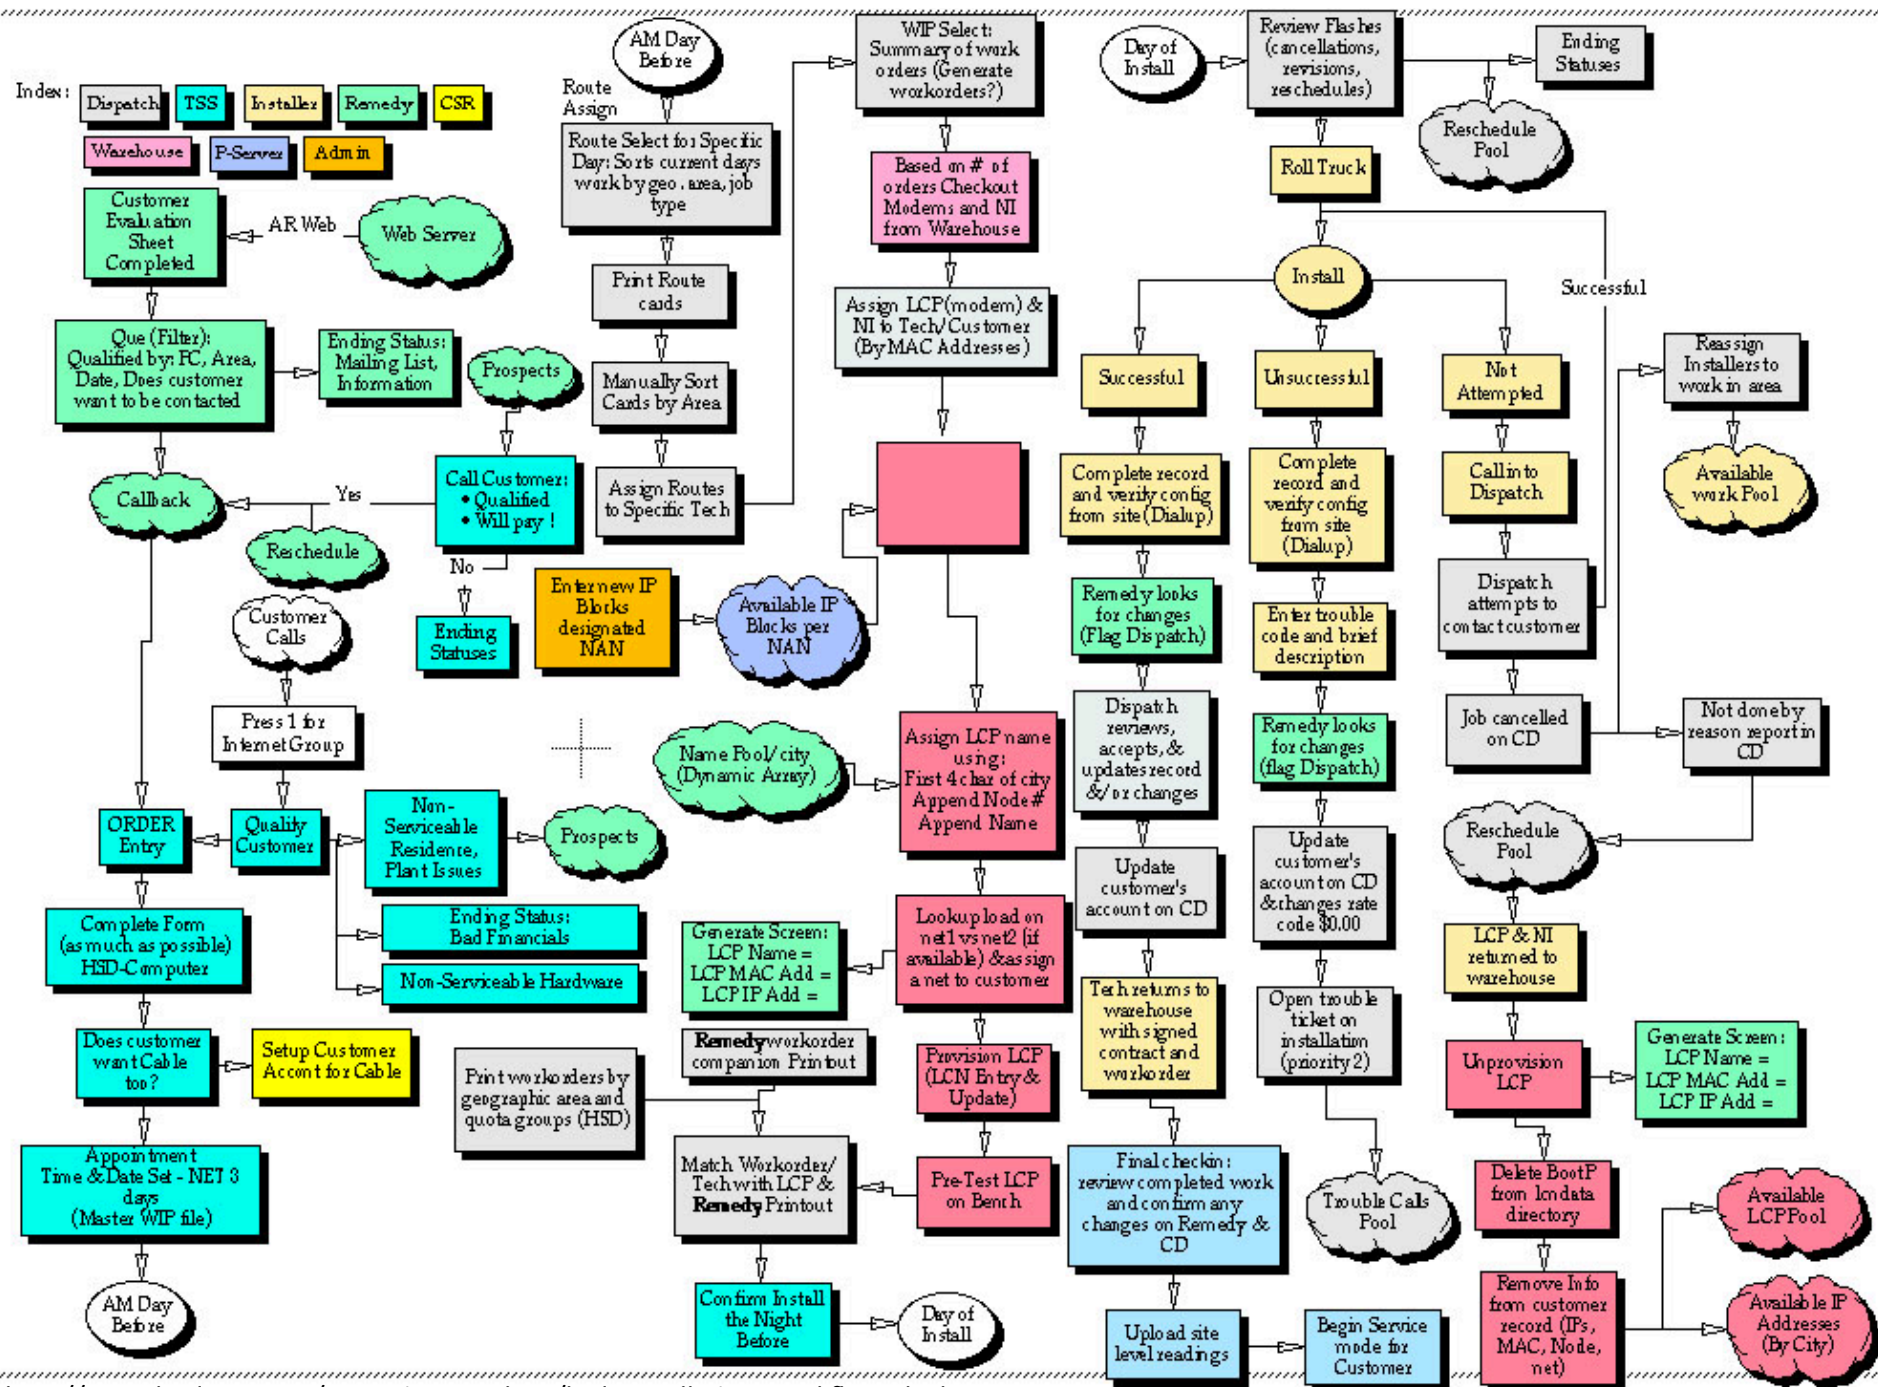 Index:
Dispatch
TSS
Installer
Remedy
CSR
Warehouse
P-Server
Admin
Customer
Evaluation
Sheet
Completed
AR Web
Web Server
Que (Filter):
Qualified by: FC, Area,
Date, Does customer
want to be contacted
Ending Status:
Mailing List,
Information
Prospects
Callback
Yes
Reschedule
Call Customer:
• Qualified
• Will pay !
No
Ending
Statuses
Customer
Calls
Press 1 for
Internet Group
ORDER
Entry
Qualify
Customer
Non-
Serviceable
Residence,
Plant Issues
Prospects
Ending Status:
Bad Financials
Non-Serviceable Hardware
Complete Form
(as much as possible)
HSD-Computer
Does customer
want Cable
too?
Setup Customer
Accont for Cable
Appointment
Time & Date Set - NET 3
days
(Master WIP file)
AM Day
Before
AM Day
Before
Route
Assign
Route Select for Specific
Day: Sorts current days
work by geo. area, job
type
Print Route
cards
Manually Sort
Cards by Area
Assign Routes
to Specific Tech
Enter new IP
Blocks
designated
NAN
Available IP
Blocks per
NAN
Name Pool/city
(Dynamic Array)
Generate Screen:
LCP Name =
LCP MAC Add =
LCP IP Add =
Remedy workorder
companion Printout
Print workorders by
geographic area and
quota groups (HSD)
Match Workorder/
Tech with LCP &
Remedy Printout
Confirm Install
the Night
Before
Day of
Install
WIP Select:
Summary of work
orders (Generate
workorders?)
Based on # of
orders Checkout
Modems and NI
from Warehouse
Assign LCP(modem) &
NI to Tech/Customer
(By MAC Addresses)
Assign LCP name
using:
First 4 char of city
Append Node #
Append Name
Lookup load on
net1 vs net2 (if
available) & assign
a net to customer
Provision LCP
(LCN Entry &
Update)
Pre-Test LCP
on Bench
Day of
Install
Review Flashes
(cancellations,
revisions,
reschedules)
Ending
Statuses
Reschedule
Pool
Roll Truck
Install
Successful
Successful
Complete record
and verify config
from site (Dialup)
Remedy looks
for changes
(Flag Dispatch)
Dispatch
reviews,
accepts, &
updates record
&/or changes
Update
customer's
account on CD
Tech returns to
warehouse
with signed
contract and
workorder
Final checkin:
review completed work
and confirm any
changes on Remedy &
CD
Upload site
level readings
Begin Service
mode for
Customer
Unsuccessful
Complete
record and
verify config
from site
(Dialup)
Enter trouble
code and brief
description
Remedy looks
for changes
(flag Dispatch)
Update
customer's
account on CD
& changes rate
code $0.00
Open trouble
ticket on
installation
(priority 2)
Trouble Calls
Pool
Not
Attempted
Call in to
Dispatch
Dispatch
attempts to
contact customer
Job cancelled
on CD
Reassign
Installers to
work in area
Available
work Pool
Not done by
reason report in
CD
Reschedule
Pool
LCP & NI
returned to
warehouse
Unprovision
LCP
Generate Screen:
LCP Name =
LCP MAC Add =
LCP IP Add =
Delete BootP
from lcndata
directory
Remove Info
from customer
record (IPs,
MAC, Node,
net)
Available
LCP Pool
Available IP
Addresses
(By City)